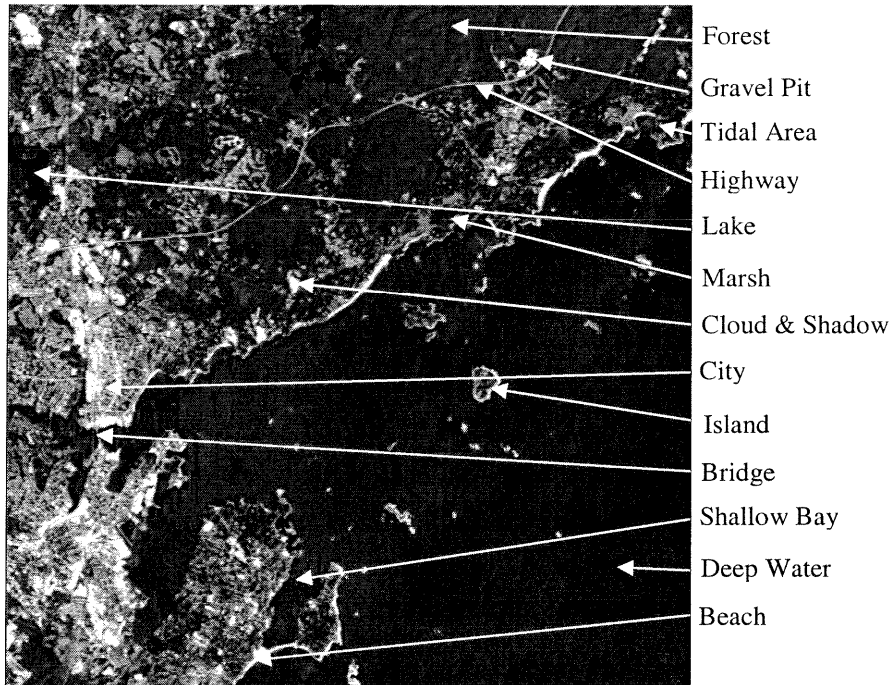 Forest
Gravel Pit
Tidal Area
Highway
Lake
Marsh
Cloud & Shadow
City
Island
Bridge
Shallow Bay
Deep Water
Beach